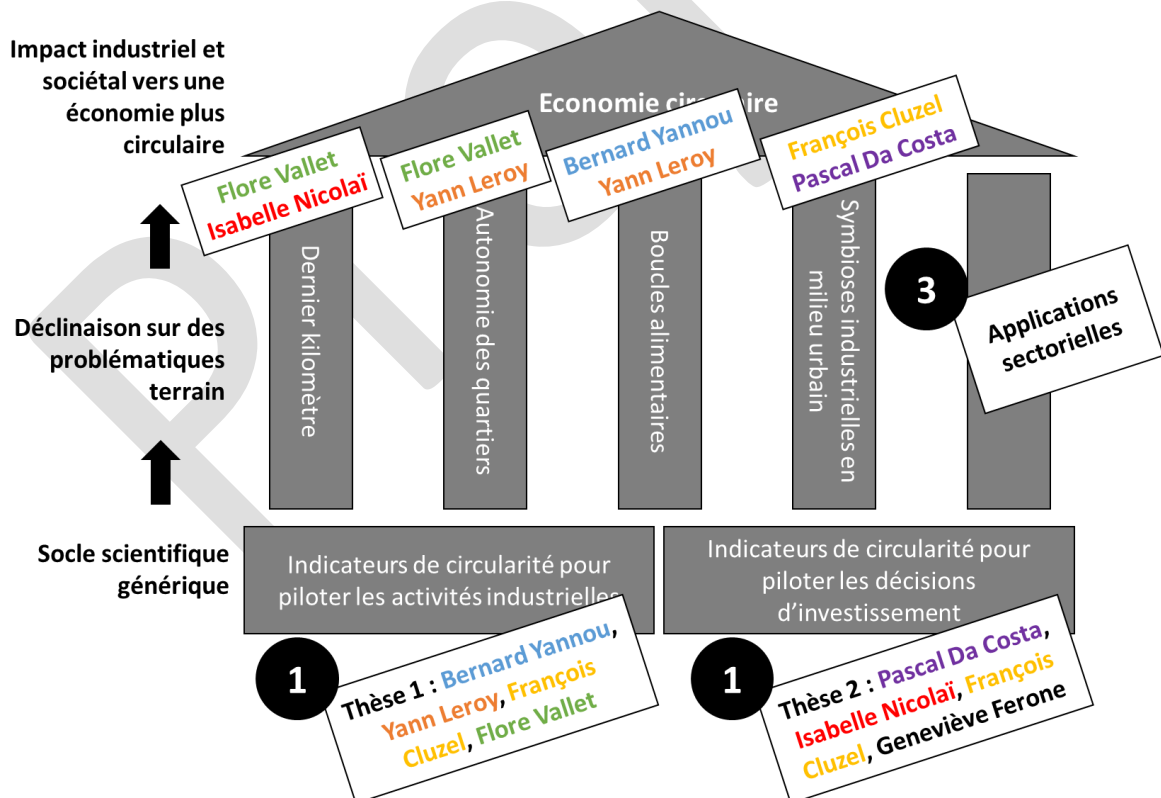 Impact industriel et
sociétal vers une
économie plus
circulaire
Economie circulaire
Flore Vallet
Isabelle Nicolaï
Flore Vallet
Yann Leroy
Bernard Yannou
Yann Leroy
François Cluzel
Pascal Da Costa
Déclinaison sur des
problématiques
terrain
Dernier kilomètre
Autonomie des quartiers
Boucles alimentaires
Symbioses industrielles en
milieu urbain
3
Applications
sectorielles
Socle scientifique
générique
Indicateurs de circularité pour
piloter les activités industrielles
Indicateurs de circularité pour
piloter les décisions
d’investissement
1
Thèse 1 : Bernard Yannou,
Yann Leroy, François
Cluzel, Flore Vallet
1
Thèse 2 : Pascal Da Costa,
Isabelle Nicolaï, François
Cluzel, Geneviève Ferone